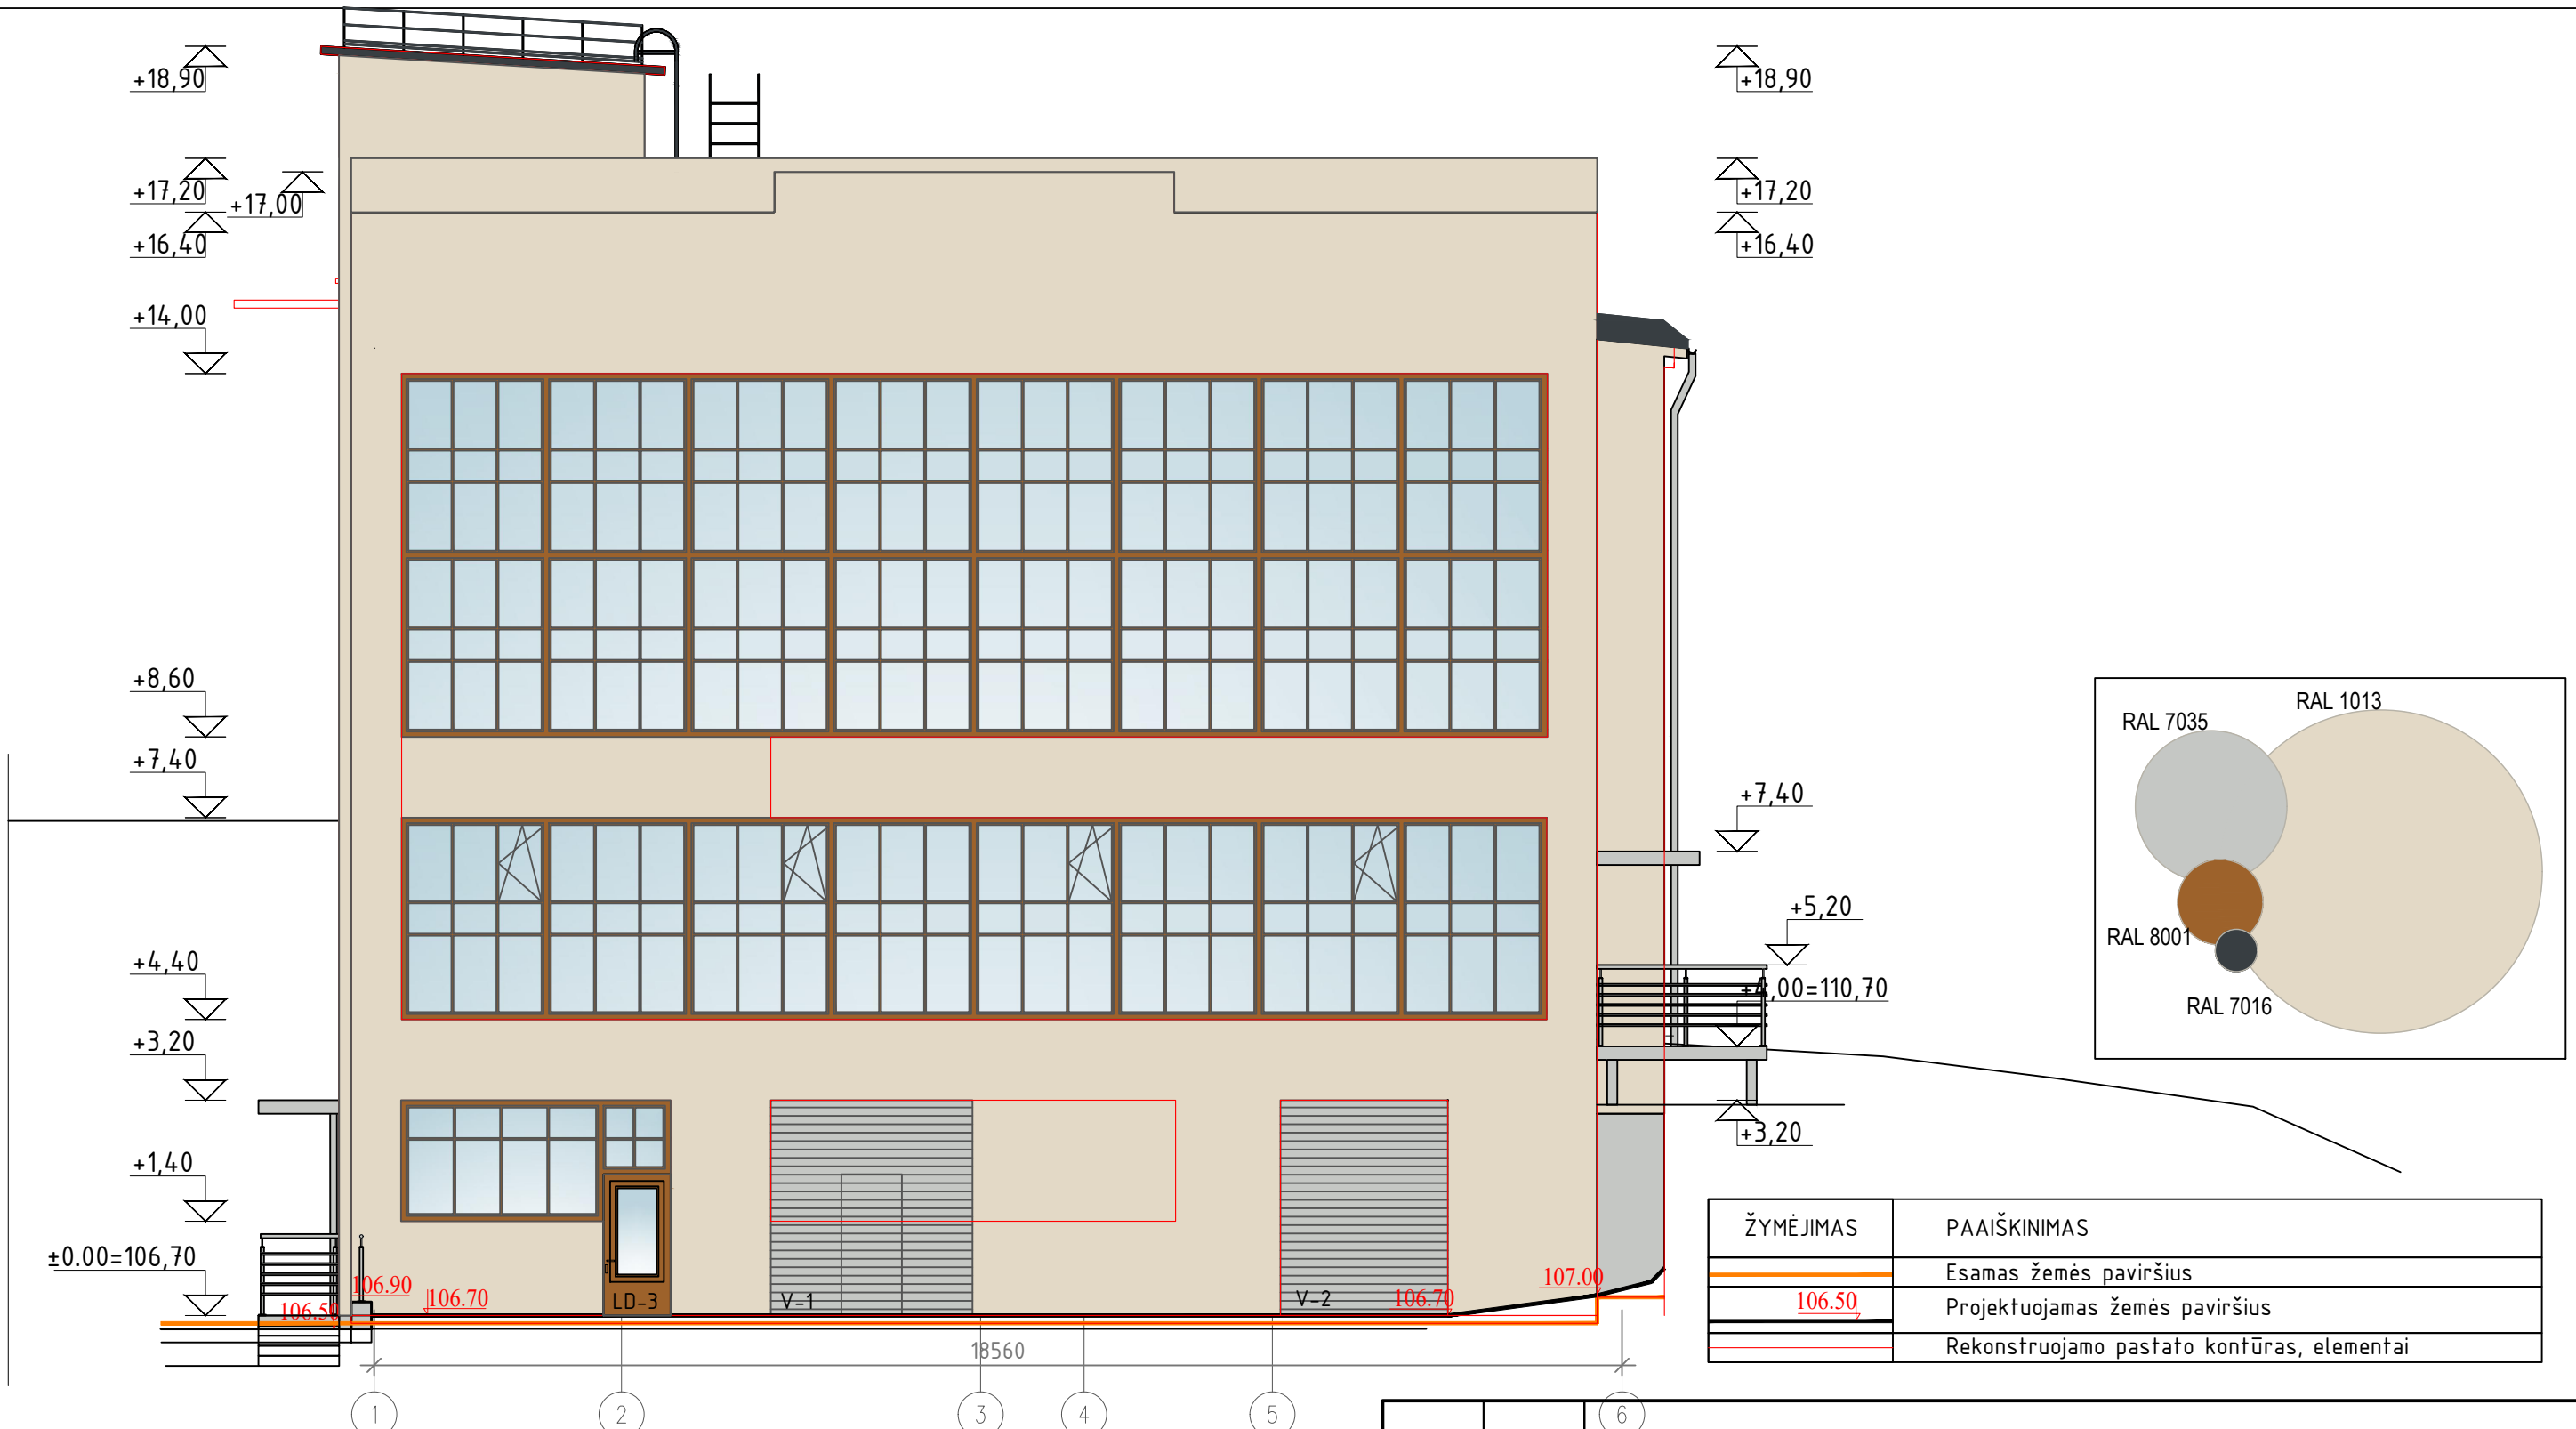 +18,90
+18,90
+17,20
+17,00
+17,20
+16,40
+16,40
+14,00
+8,60
RAL 1013
RAL 7035
+7,40
+7,40
+5,20
RAL 8001
+4,40
+4,00=110,70
RAL 7016
+3,20
+3,20
+1,40
ŽYMĖJIMAS PAAIŠKINIMAS
±0.00=106,70
Esamas žemės paviršius
106.90
106.70
106.50
LD-3
V-1
V-2
106.70
107.00
106.50 Projektuojamas žemės paviršius
Rekonstruojamo pastato kontūras, elementai
18560
1 2 3 4 5 6